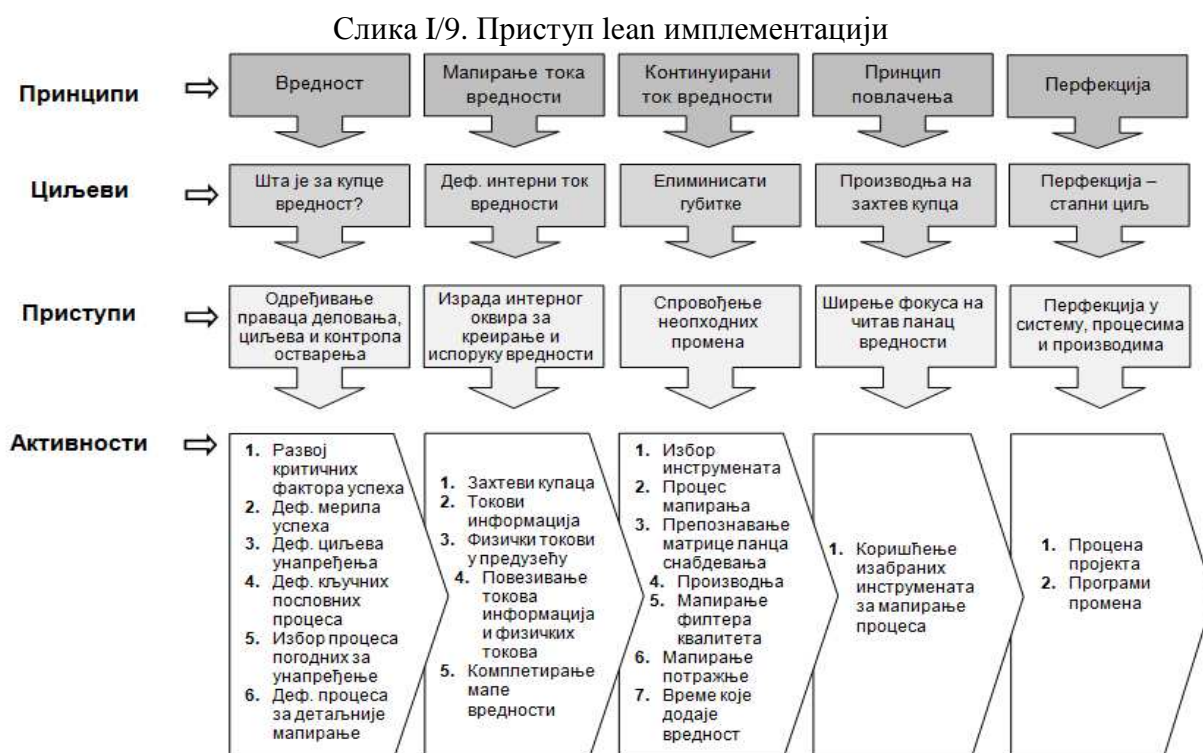 Слика I/9. Приступ lean имплементацији
Принципи
Вредност
Мапирање тока
вредности
Континуирани
ток вредности
Принцип
повлачења
Перфекција
Циљеви
Шта је за купце
вредност?
Деф. интерни ток
вредности
Елиминисати
губитке
Производња на
захтев купца
Перфекција –
стални циљ
Приступи
Одређивање
праваца деловања,
циљева и контрола
остварења
Израда интерног
оквира за
креирање и
испоруку вредности
Спровођење
неопходних
промена
Ширење фокуса на
читав ланац
вредности
Перфекција у
систему, процесима
и производима
Активности
1. Развој
критичних
фактора успеха
2. Деф. мерила
успеха
3. Деф. циљева
унапређења
4. Деф. кључних
пословних
процеса
5. Избор процеса
погодних за
унапређење
6. Деф. процеса
за детаљније
мапирање
1. Захтеви купаца
2. Токови
информација
3. Физички токови
у предузећу
4. Повезивање
токова
информација
и физичких
токова
5. Комплетирање
мапе
вредности
1. Избор
инструмената
2. Процес
мапирања
3. Препознавање
матрице ланца
снабдевања
4. Производња
5. Мапирање
филтера
квалитета
6. Мапирање
потражње
7. Време које
додаје
вредност
1. Коришћење
изабраних
инструмената
за мапирање
процеса
1. Процена
пројекта
2. Програми
промена